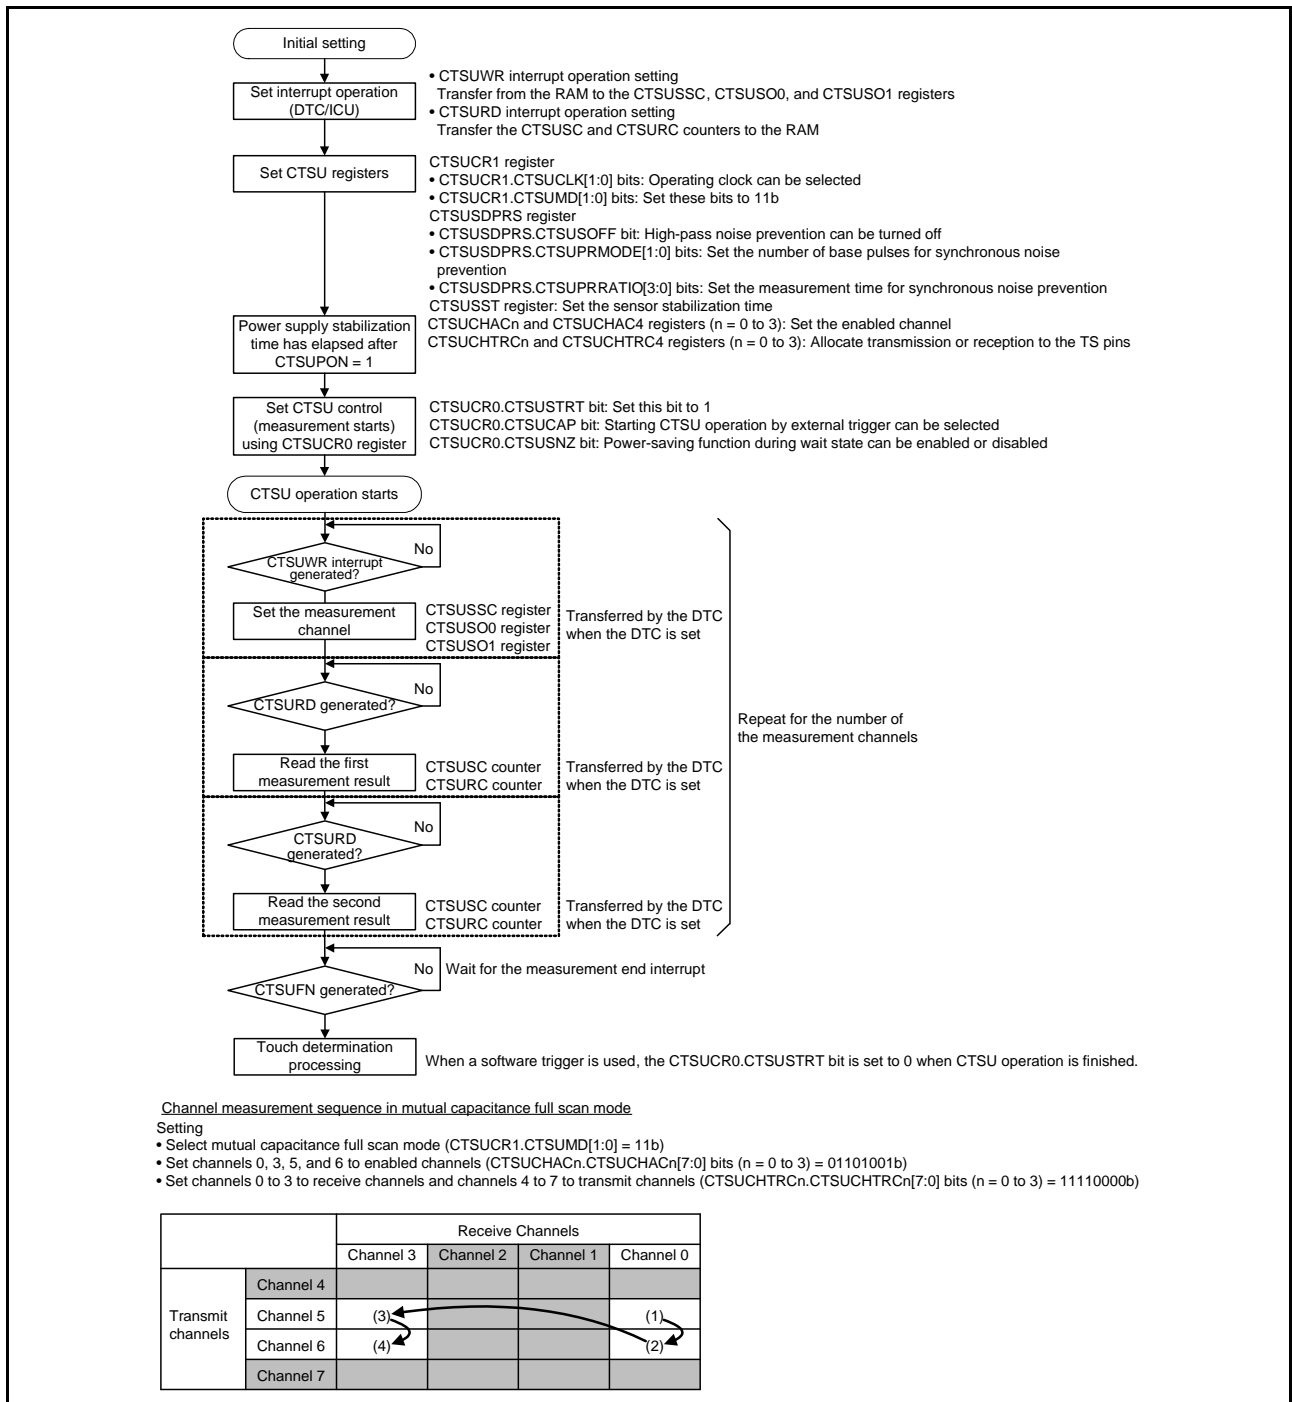 Initial setting
Set interrupt operation
(DTC/ICU)
• CTSUWR interrupt operation setting
Transfer from the RAM to the CTSUSSC, CTSUSO0, and CTSUSO1 registers
• CTSURD interrupt operation setting
Transfer the CTSUSC and CTSURC counters to the RAM
Set CTSU registers
CTSUCR1 register
• CTSUCR1.CTSUCLK[1:0] bits: Operating clock can be selected
• CTSUCR1.CTSUMD[1:0] bits: Set these bits to 11b
CTSUSDPRS register
• CTSUSDPRS.CTSUSOFF bit: High-pass noise prevention can be turned off
• CTSUSDPRS.CTSUPRMODE[1:0] bits: Set the number of base pulses for synchronous noise
prevention
• CTSUSDPRS.CTSUPRRATIO[3:0] bits: Set the measurement time for synchronous noise prevention
CTSUSST register: Set the sensor stabilization time
CTSUCHACn and CTSUCHAC4 registers (n = 0 to 3): Set the enabled channel
CTSUCHTRCn and CTSUCHTRC4 registers (n = 0 to 3): Allocate transmission or reception to the TS pins
Power supply stabilization
time has elapsed after
CTSUPON = 1
Set CTSU control
(measurement starts)
using CTSUCR0 register
CTSUCR0.CTSUSTRT bit: Set this bit to 1
CTSUCR0.CTSUCAP bit: Starting CTSU operation by external trigger can be selected
CTSUCR0.CTSUSNZ bit: Power-saving function during wait state can be enabled or disabled
CTSU operation starts
No
CTSUWR interrupt
generated?
Set the measurement
channel
CTSUSSC register
CTSUSO0 register
CTSUSO1 register
Transferred by the DTC
when the DTC is set
No
CTSURD generated?
Repeat for the number of
the measurement channels
Read the first
measurement result
CTSUSC counter
CTSURC counter
Transferred by the DTC
when the DTC is set
No
CTSURD
generated?
Read the second
measurement result
CTSUSC counter
CTSURC counter
Transferred by the DTC
when the DTC is set
No
Wait for the measurement end interrupt
CTSUFN generated?
Touch determination
processing
When a software trigger is used, the CTSUCR0.CTSUSTRT bit is set to 0 when CTSU operation is finished.
Channel measurement sequence in mutual capacitance full scan mode
Setting
• Select mutual capacitance full scan mode (CTSUCR1.CTSUMD[1:0] = 11b)
• Set channels 0, 3, 5, and 6 to enabled channels (CTSUCHACn.CTSUCHACn[7:0] bits (n = 0 to 3) = 01101001b)
• Set channels 0 to 3 to receive channels and channels 4 to 7 to transmit channels (CTSUCHTRCn.CTSUCHTRCn[7:0] bits (n = 0 to 3) = 11110000b)
Receive Channels
Channel 3 Channel 2 Channel 1 Channel 0
Transmit
channels
Channel 4
Channel 5 (3) (1)
Channel 6 (4) (2)
Channel 7